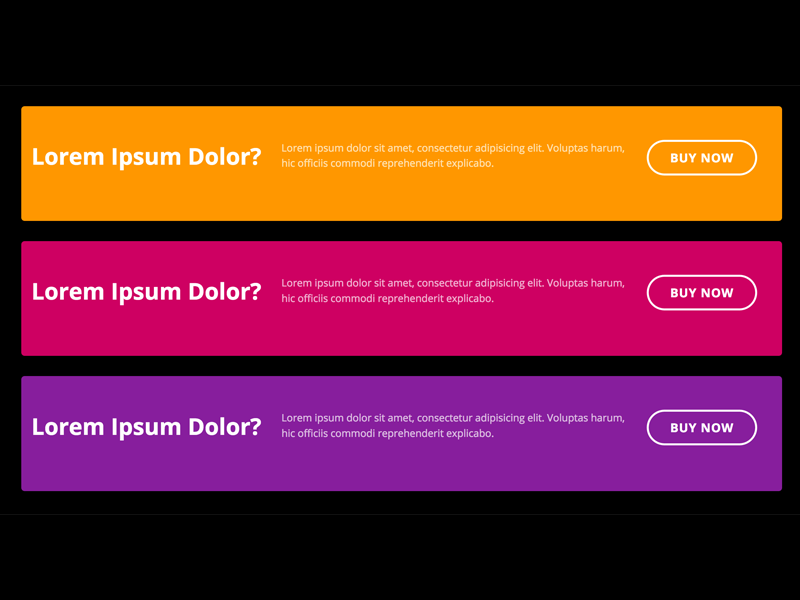 Lorem Ipsum Dolor?
Lorem ipsum dolor sit amet, consectetur adipisicing elit. Voluptas harum,
hic officiis commodi reprehenderit explicabo.
BUY NOW
Lorem Ipsum Dolor?
Lorem ipsum dolor sit amet, consectetur adipisicing elit. Voluptas harum,
hic officiis commodi reprehenderit explicabo.
BUY NOW
Lorem Ipsum Dolor?
Lorem ipsum dolor sit amet, consectetur adipisicing elit. Voluptas harum,
hic officiis commodi reprehenderit explicabo.
BUY NOW